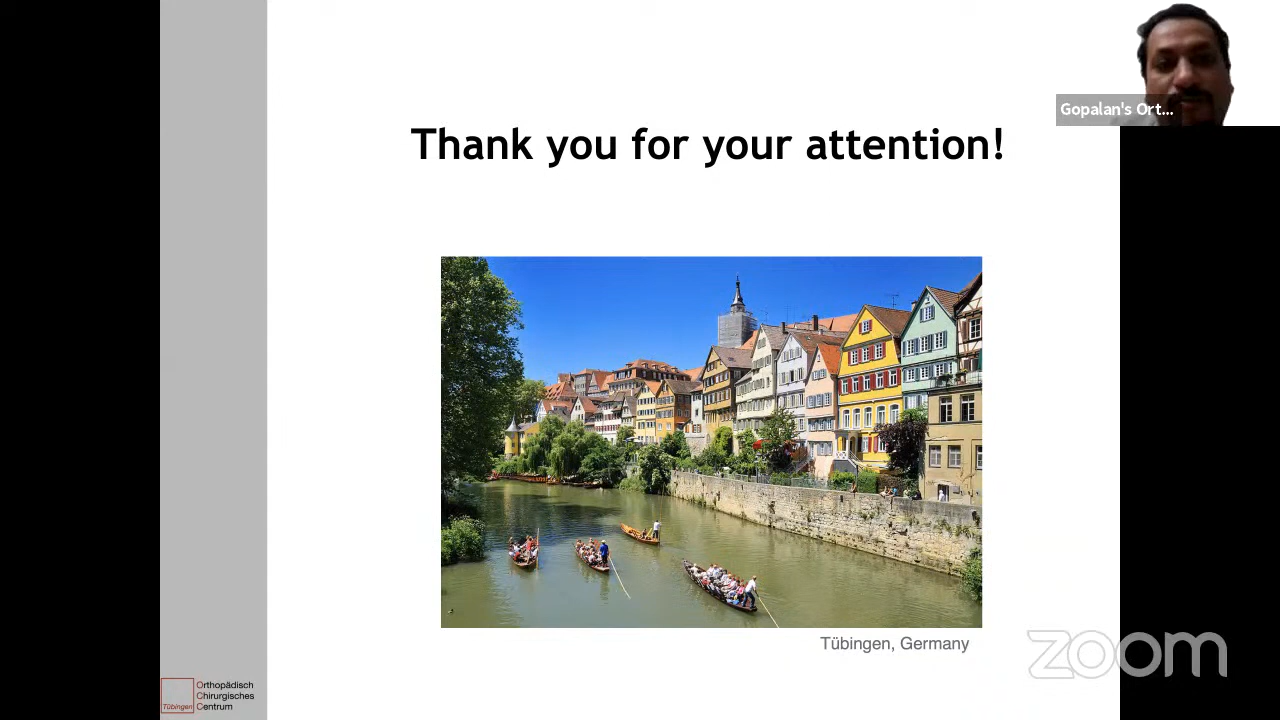 Gopalan's Ort...
Thank you for your attention!
Tübingen, Germany
zoom
Orthopädisch
Chirurgisches
Tübingen Centrum